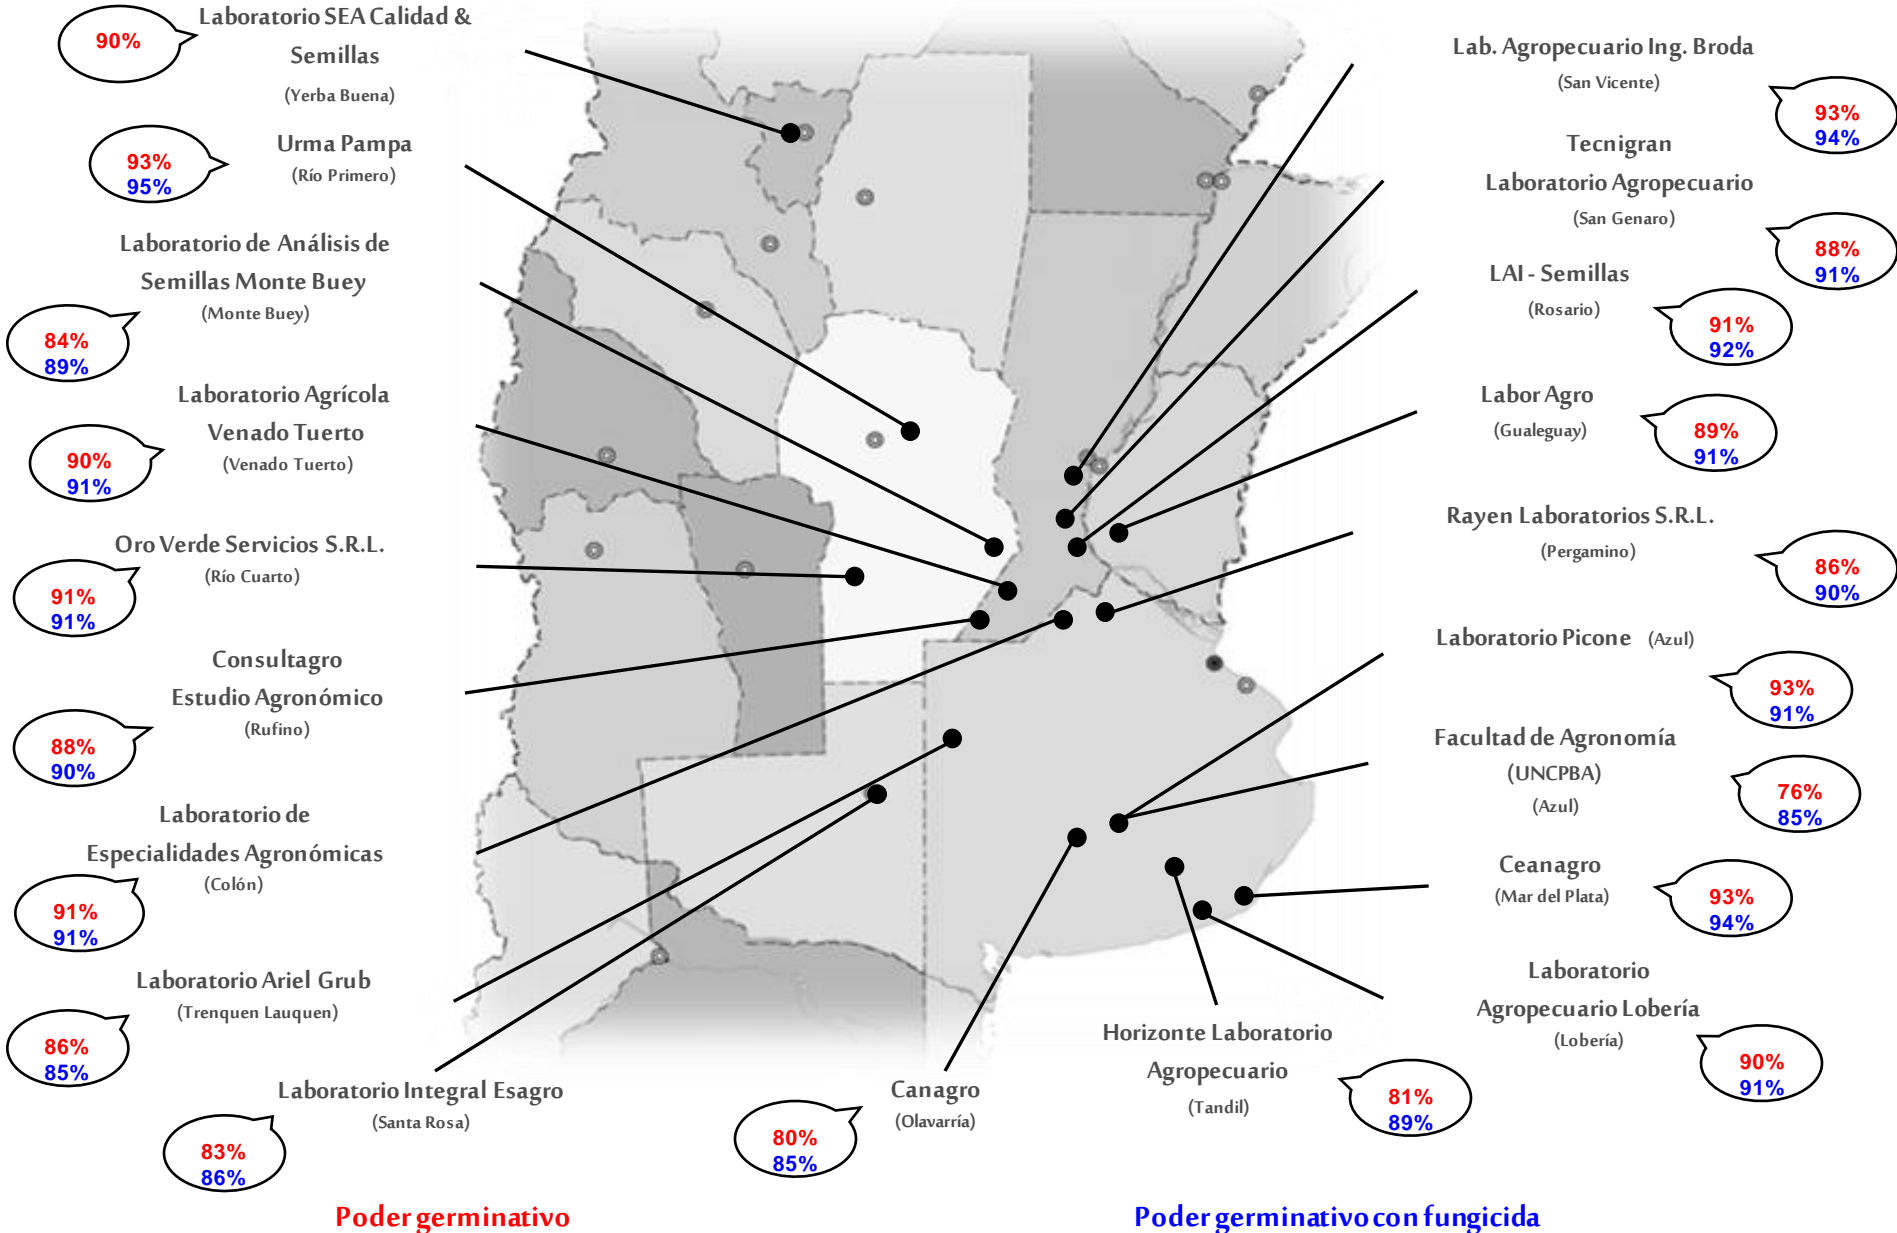 Laboratorio SEA Calidad &
Semillas
(Yerba Buena)
90%
Urma Pampa
(Río Primero)
93%
95%
Laboratorio de Análisis de
Semillas Monte Buey
(Monte Buey)
84%
89%
Laboratorio Agrícola
Venado Tuerto
(Venado Tuerto)
90%
91%
Oro Verde Servicios S.R.L.
(Río Cuarto)
91%
91%
Consultagro
Estudio Agronómico
(Rufino)
88%
90%
Laboratorio de
Especialidades Agronómicas
(Colón)
91%
91%
Laboratorio Ariel Grub
(Trenquen Lauquen)
86%
85%
Laboratorio Integral Esagro
(Santa Rosa)
83%
86%
Canagro
(Olavarría)
80%
85%
Horizonte Laboratorio
Agropecuario
(Tandil)
81%
89%
Lab. Agropecuario Ing. Broda
(San Vicente)
93%
94%
Tecnigran
Laboratorio Agropecuario
(San Genaro)
88%
91%
LAI - Semillas
(Rosario)
91%
92%
Labor Agro
(Gualeguay)
89%
91%
Rayen Laboratorios S.R.L.
(Pergamino)
86%
90%
Laboratorio Picone (Azul)
93%
91%
Facultad de Agronomía
(UNCPBA)
(Azul)
76%
85%
Ceanagro
(Mar del Plata)
93%
94%
Laboratorio
Agropecuario Lobería
(Lobería)
90%
91%
Poder germinativo
Poder germinativo con fungicida